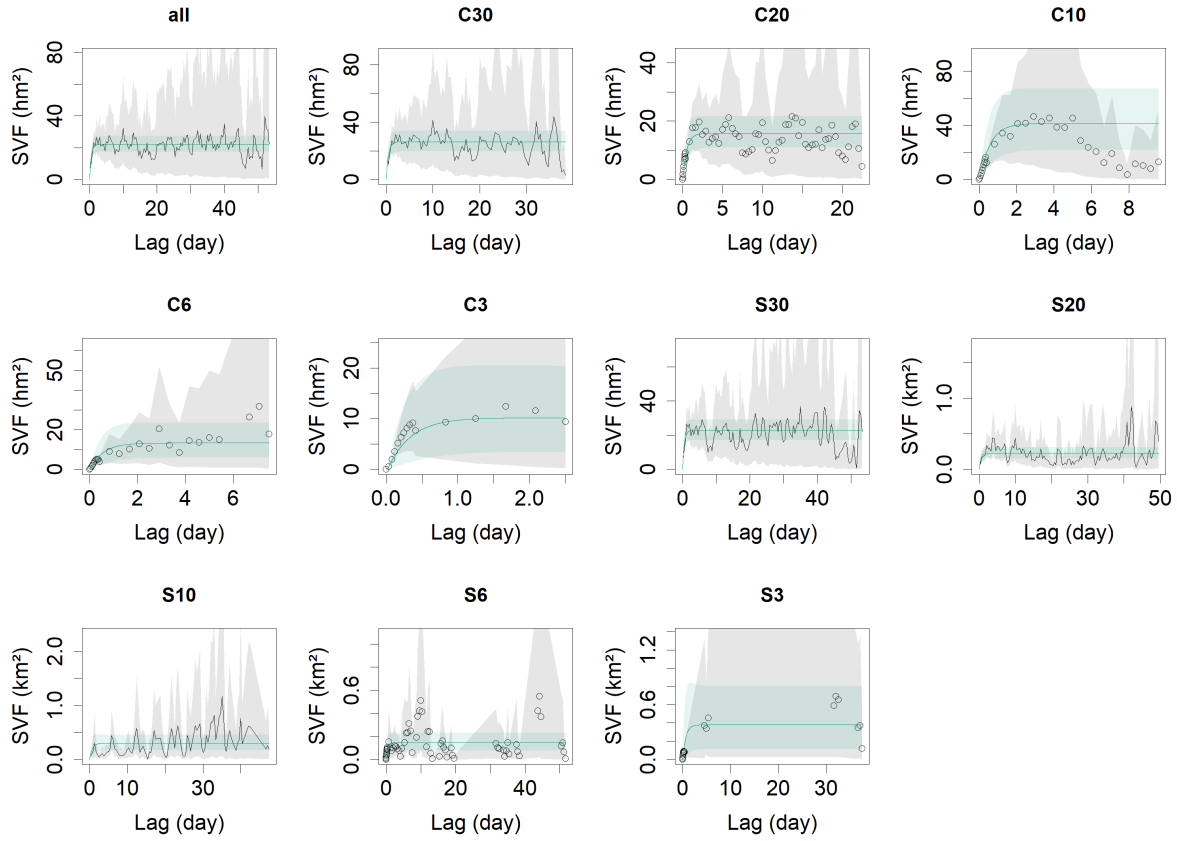 all
C30
C20
C10
SVF (hm²)
0 40 80
0 20 40
Lag (day)
SVF (hm²)
0 40 80
0 10 20 30
Lag (day)
SVF (hm²)
0 20 40
0 5 10 15 20
Lag (day)
SVF (hm²)
0 40 80
0 2 4 6 8
Lag (day)
C6
C3
S30
S20
SVF (hm²)
0 20 50
0 2 4 6
Lag (day)
SVF (hm²)
0 10 20
0.0 1.0 2.0
Lag (day)
SVF (hm²)
0 40
0 20 40
Lag (day)
SVF (km²)
0.0 1.0
0 10 20 30 40 50
Lag (day)
S10
S6
S3
SVF (km²)
0.0 1.0 2.0
0 10 30
Lag (day)
SVF (km²)
0.0 0.6
0 20 40
Lag (day)
SVF (km²)
0.0 0.6 1.2
0 10 20 30
Lag (day)